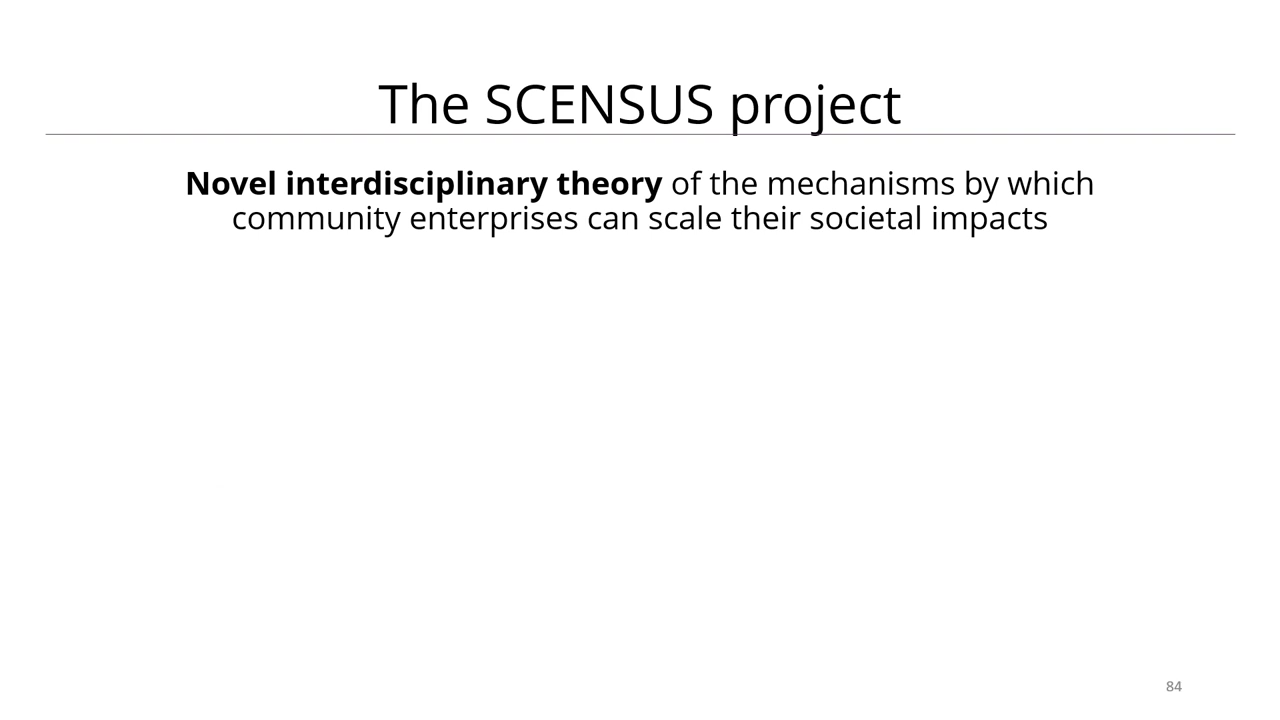 The SCENSUS project
Novel interdisciplinary theory of the mechanisms by which
community enterprises can scale their societal impacts
84